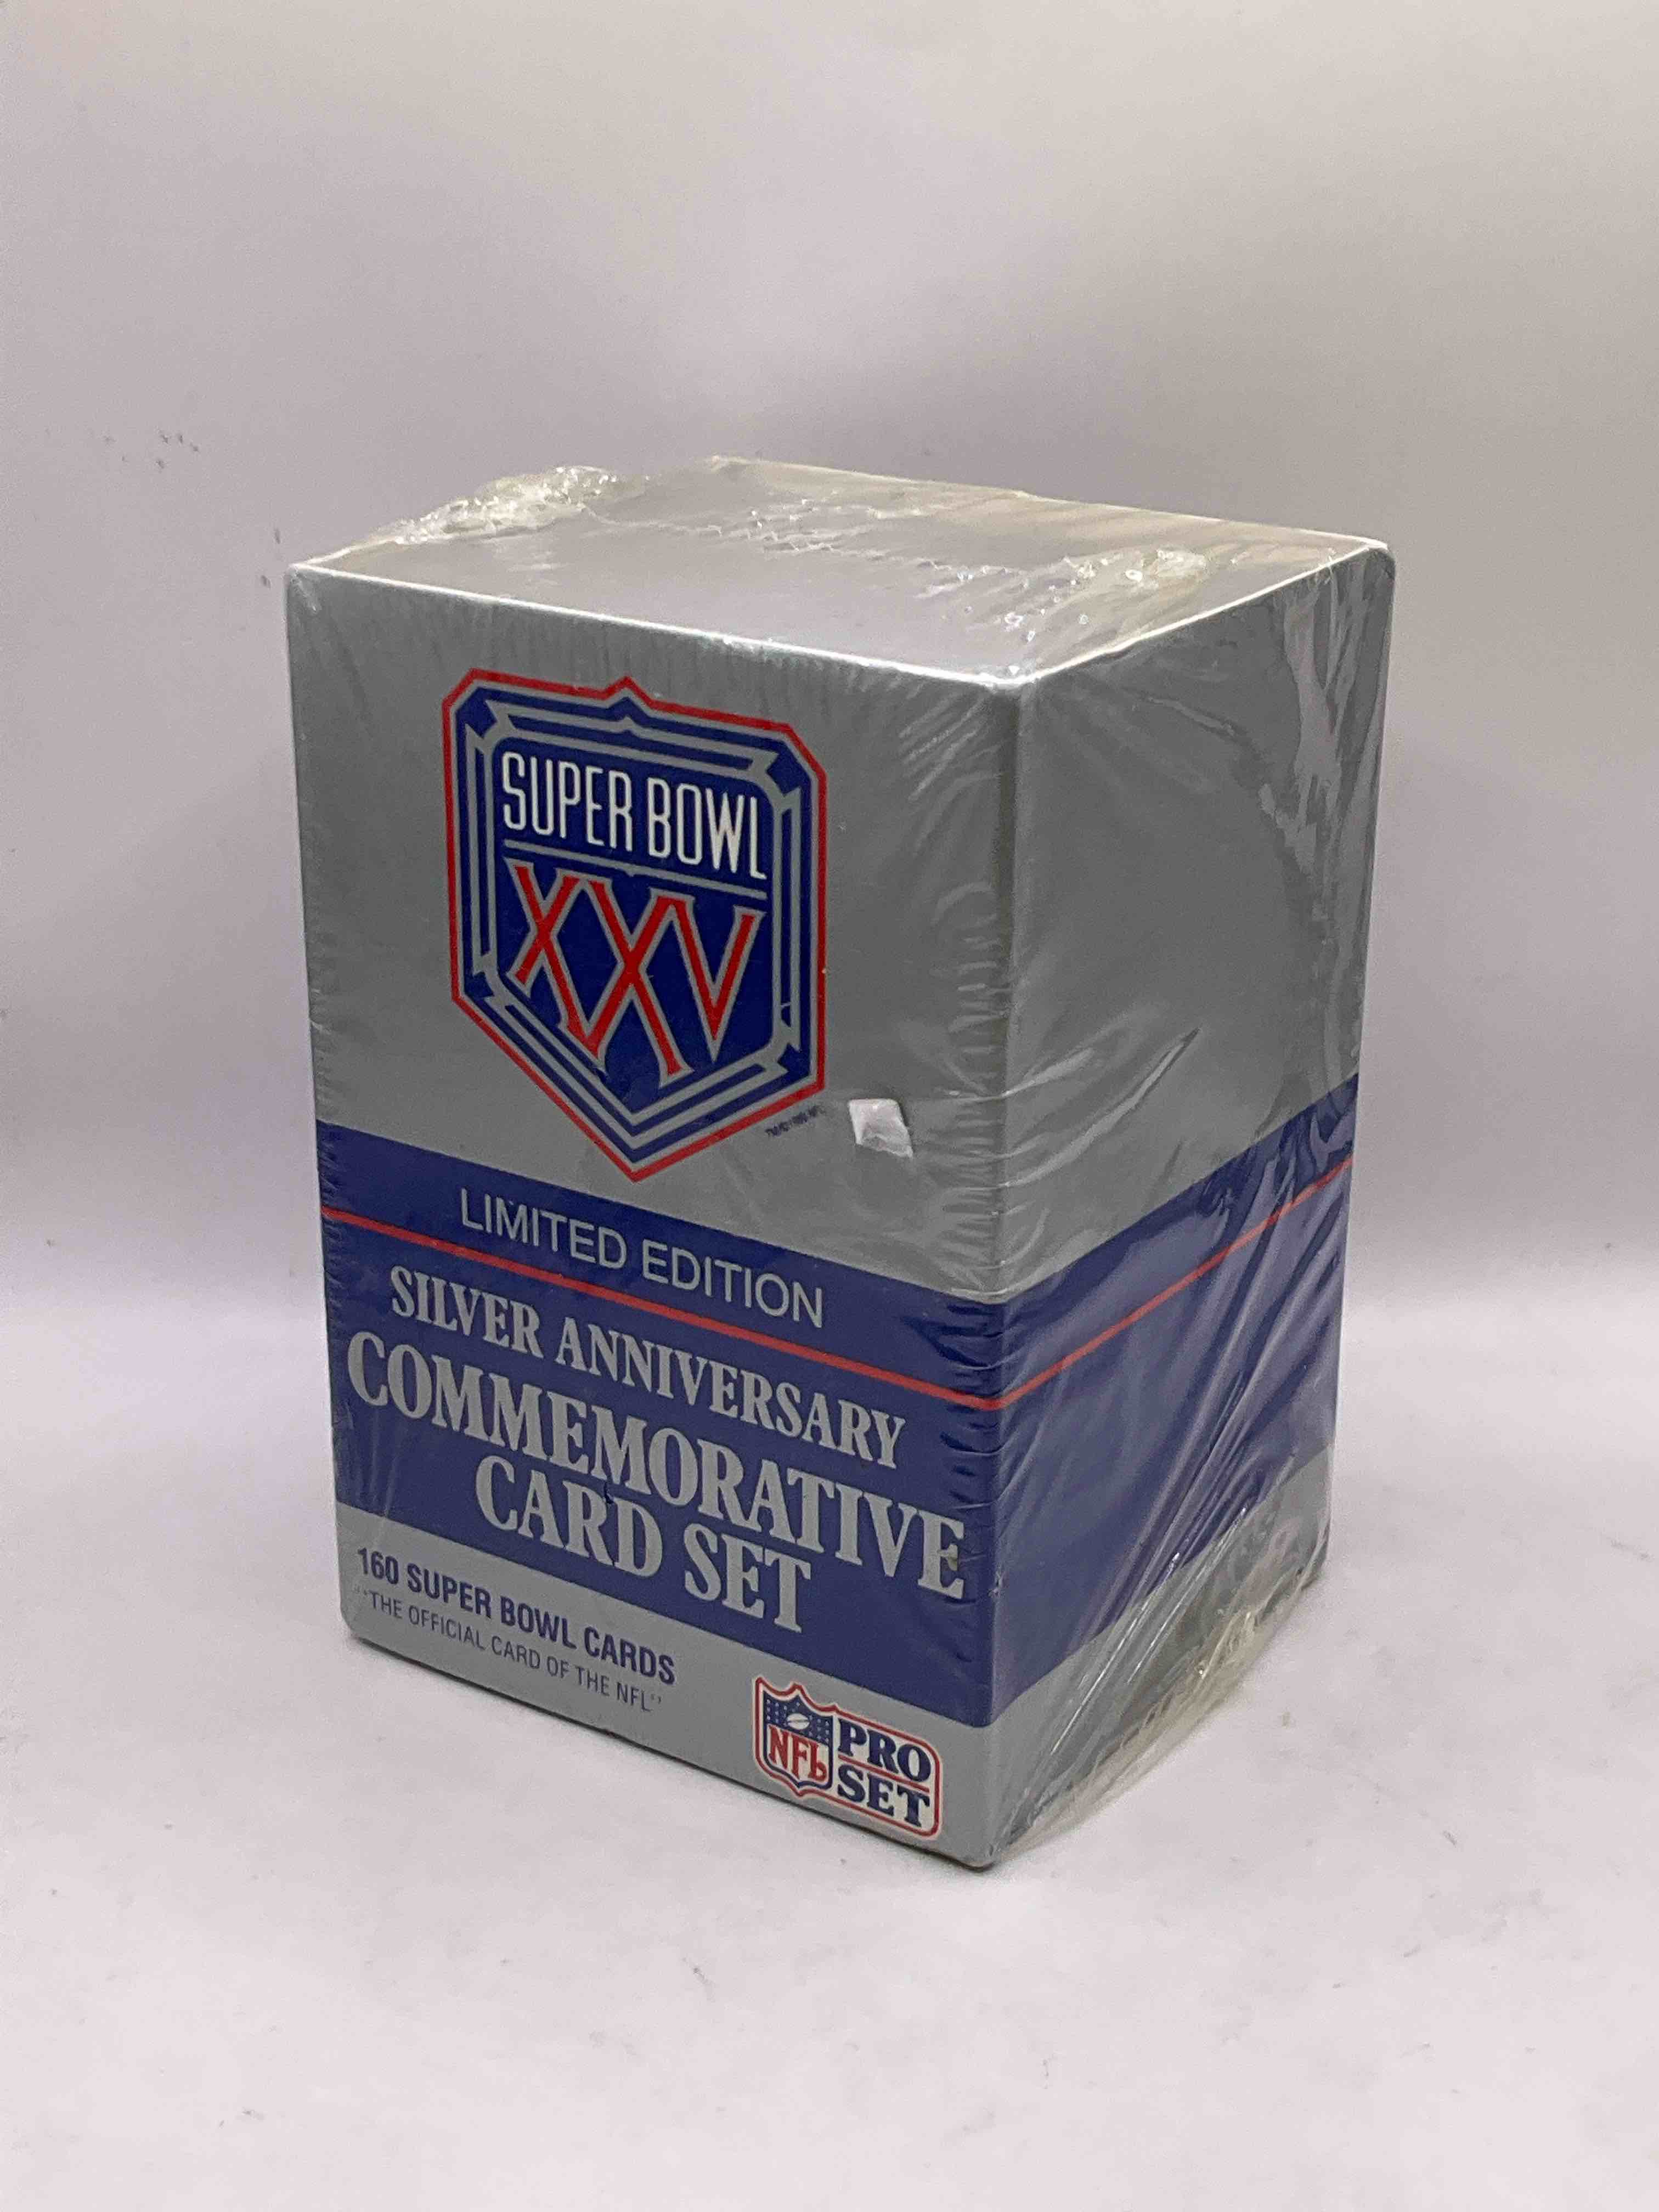 SUPER BOWL
XXV
LIMITED EDITION
SILVER ANNIVERSARY
COMMEMORATIVE
CARD SET
160 SUPER BOWL CARDS
"THE OFFICIAL CARD OF THE NFL"
NFL
PRO
SET